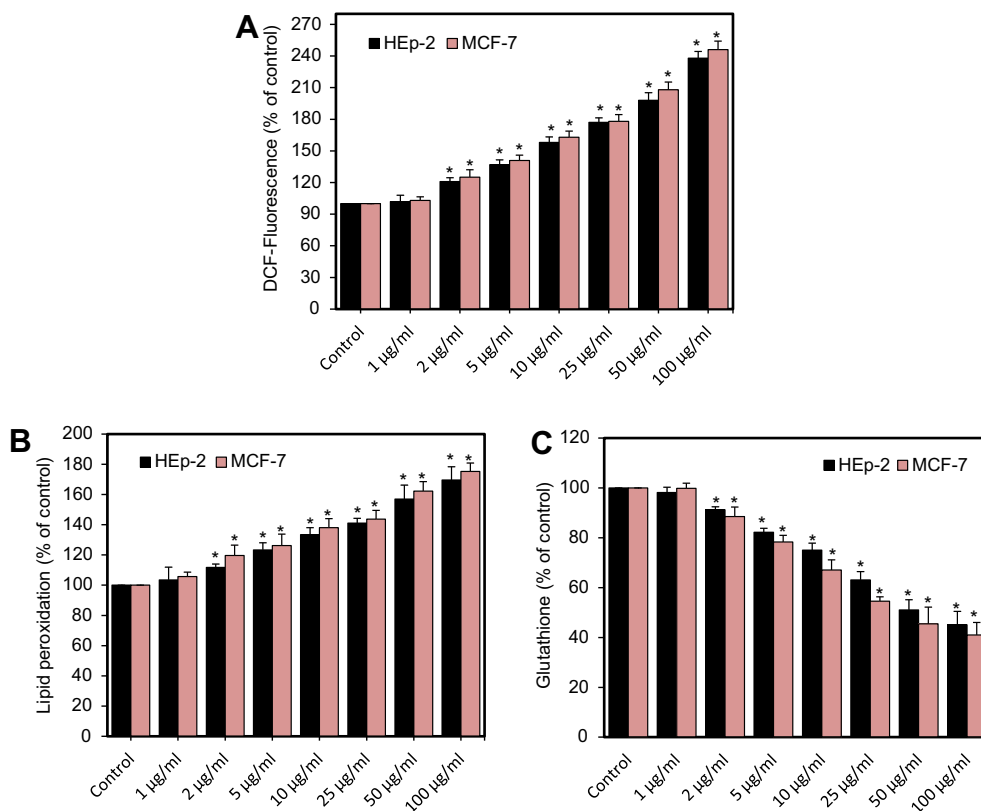 A
HEp-2 MCF-7
DCF-Fluorescence (% of control)
270
240
210
180
150
120
90
60
30
0
* * * * * * * * * * * *
Control 1 µg/ml 2 µg/ml 5 µg/ml 10 µg/ml 25 µg/ml 50 µg/ml 100 µg/ml
B
HEp-2 MCF-7
Lipid peroxidation (% of control)
200
180
160
140
120
100
80
60
40
20
0
* * * * * * * * * * * *
Control 1 µg/ml 2 µg/ml 5 µg/ml 10 µg/ml 25 µg/ml 50 µg/ml 100 µg/ml
C
HEp-2 MCF-7
Glutathione (% of control)
120
100
80
60
40
20
0
* * * * * * * * * * * *
Control 1 µg/ml 2 µg/ml 5 µg/ml 10 µg/ml 25 µg/ml 50 µg/ml 100 µg/ml